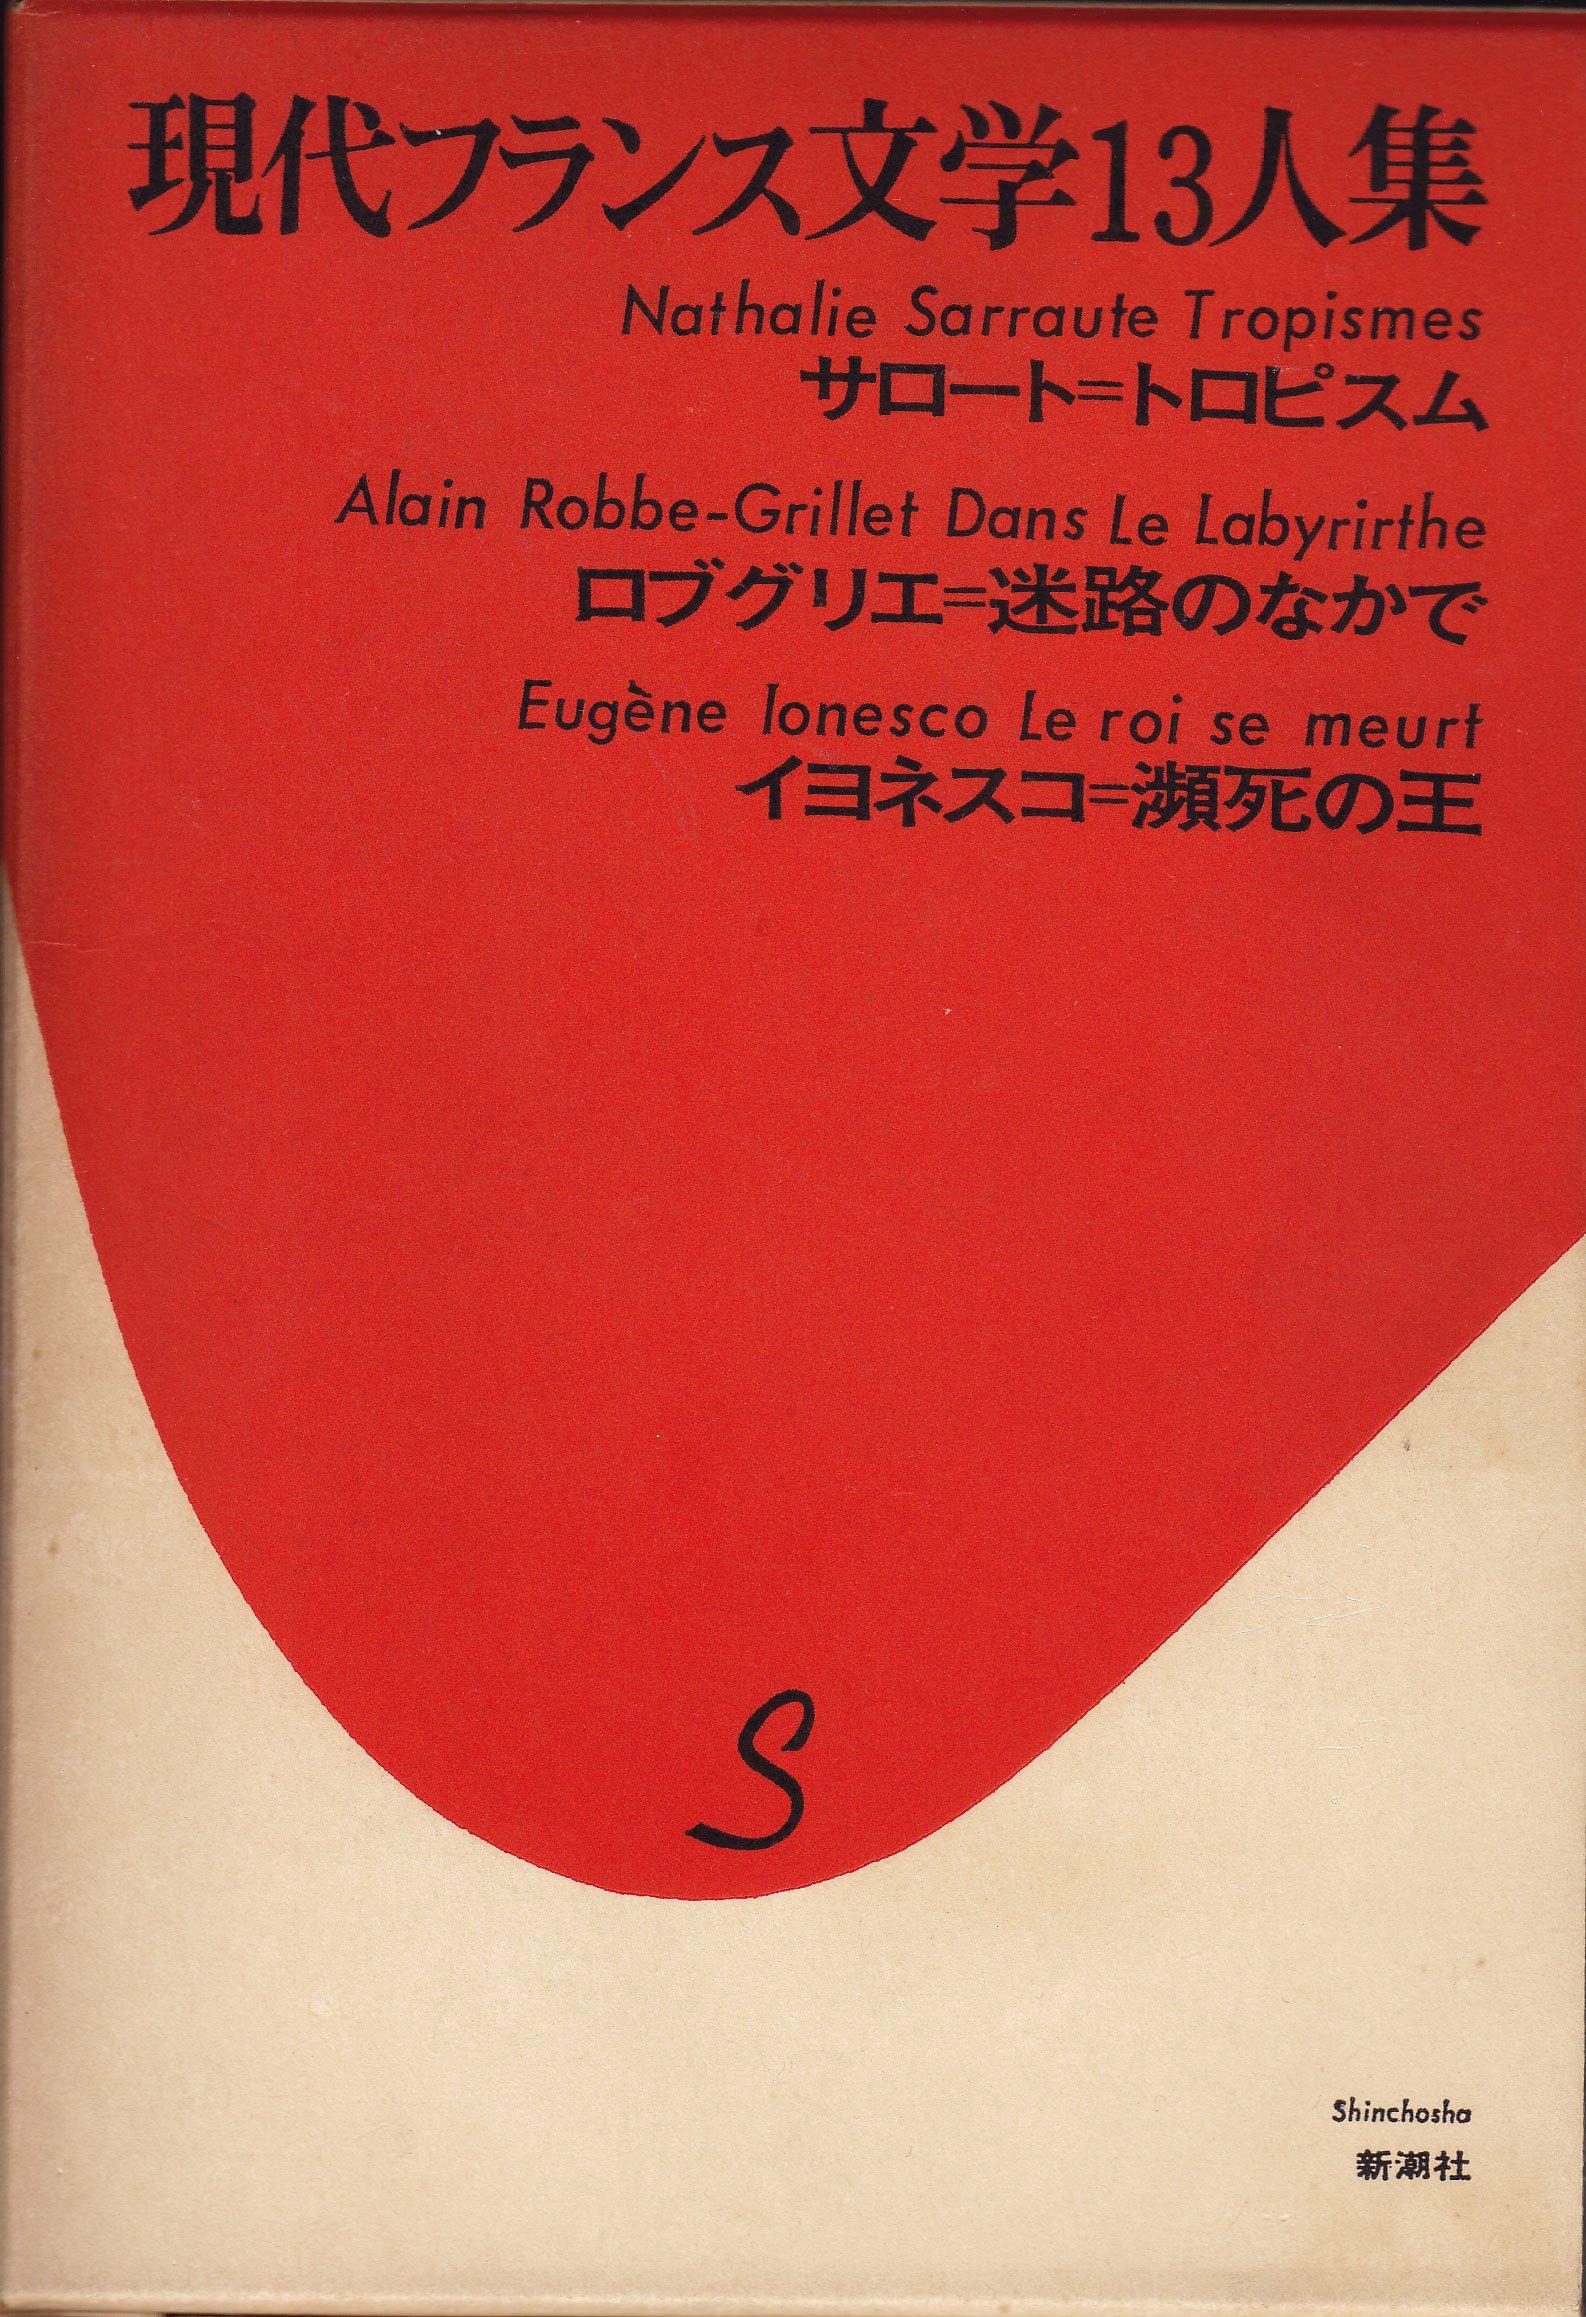 現代フランス文学13人集
Nathalie Sarraute Tropismes
サロート=トロピスム
Alain Robbe-Grillet Dans Le Labyrirthe
ロブグリエ=迷路のなかで
Eugène Ionesco Le roi se meurt
イヨネスコ=瀕死の王
S
Shinchosha
新潮社